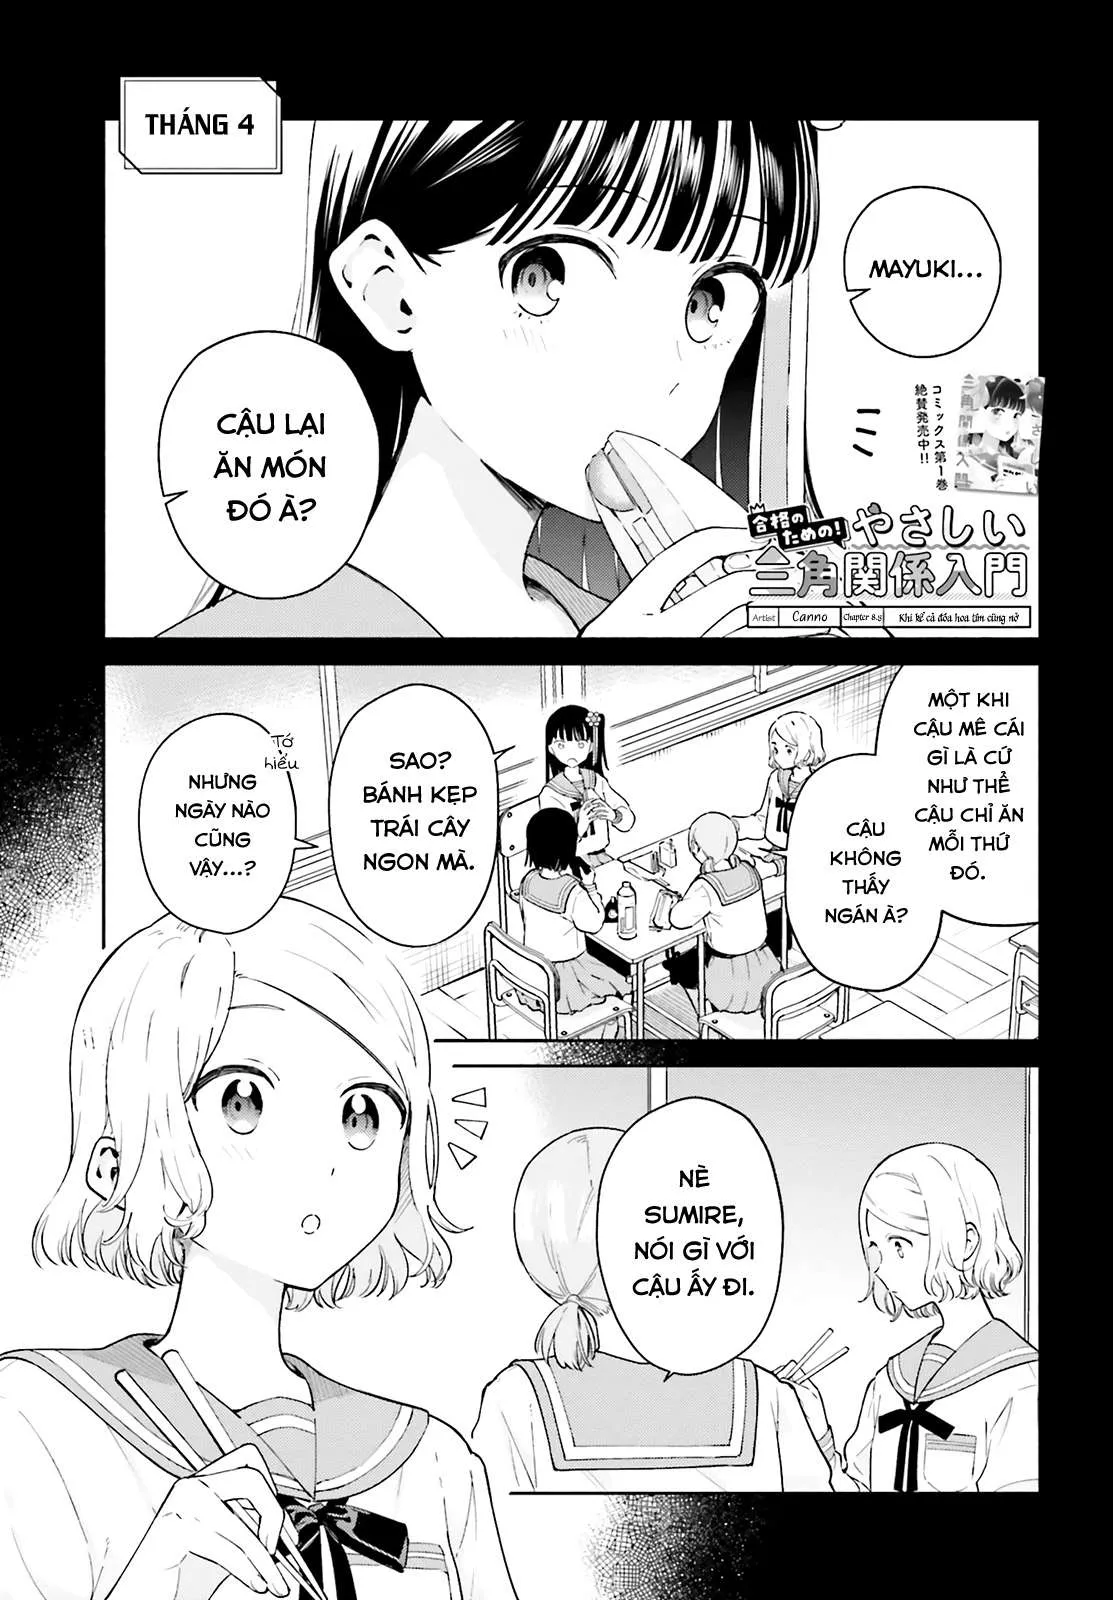 THÁNG 4
MAYUKI...
CẬU LẠI
ĂN MÓN
ĐÓ À?
コミックス第1巻
絶賛発売中!!
合格の
ための!
やさしい
三角関係入門
Artist Canno Chapter 8.5 Khi kể cả đóa hoa tím cũng nở
MỘT KHI
CẬU MÊ CÁI
GÌ LÀ CỨ
NHƯ THỂ
CẬU CHỈ ĂN
MỖI THỨ
ĐÓ.
CẬU
KHÔNG
THẤY
NGÁN À?
SAO?
BÁNH KẸP
TRÁI CÂY
NGON MÀ.
Tớ
hiểu
NHƯNG
NGÀY NÀO
CŨNG
VẬY...?
NÈ
SUMIRE,
NÓI GÌ VỚI
CẬU ẤY ĐI.